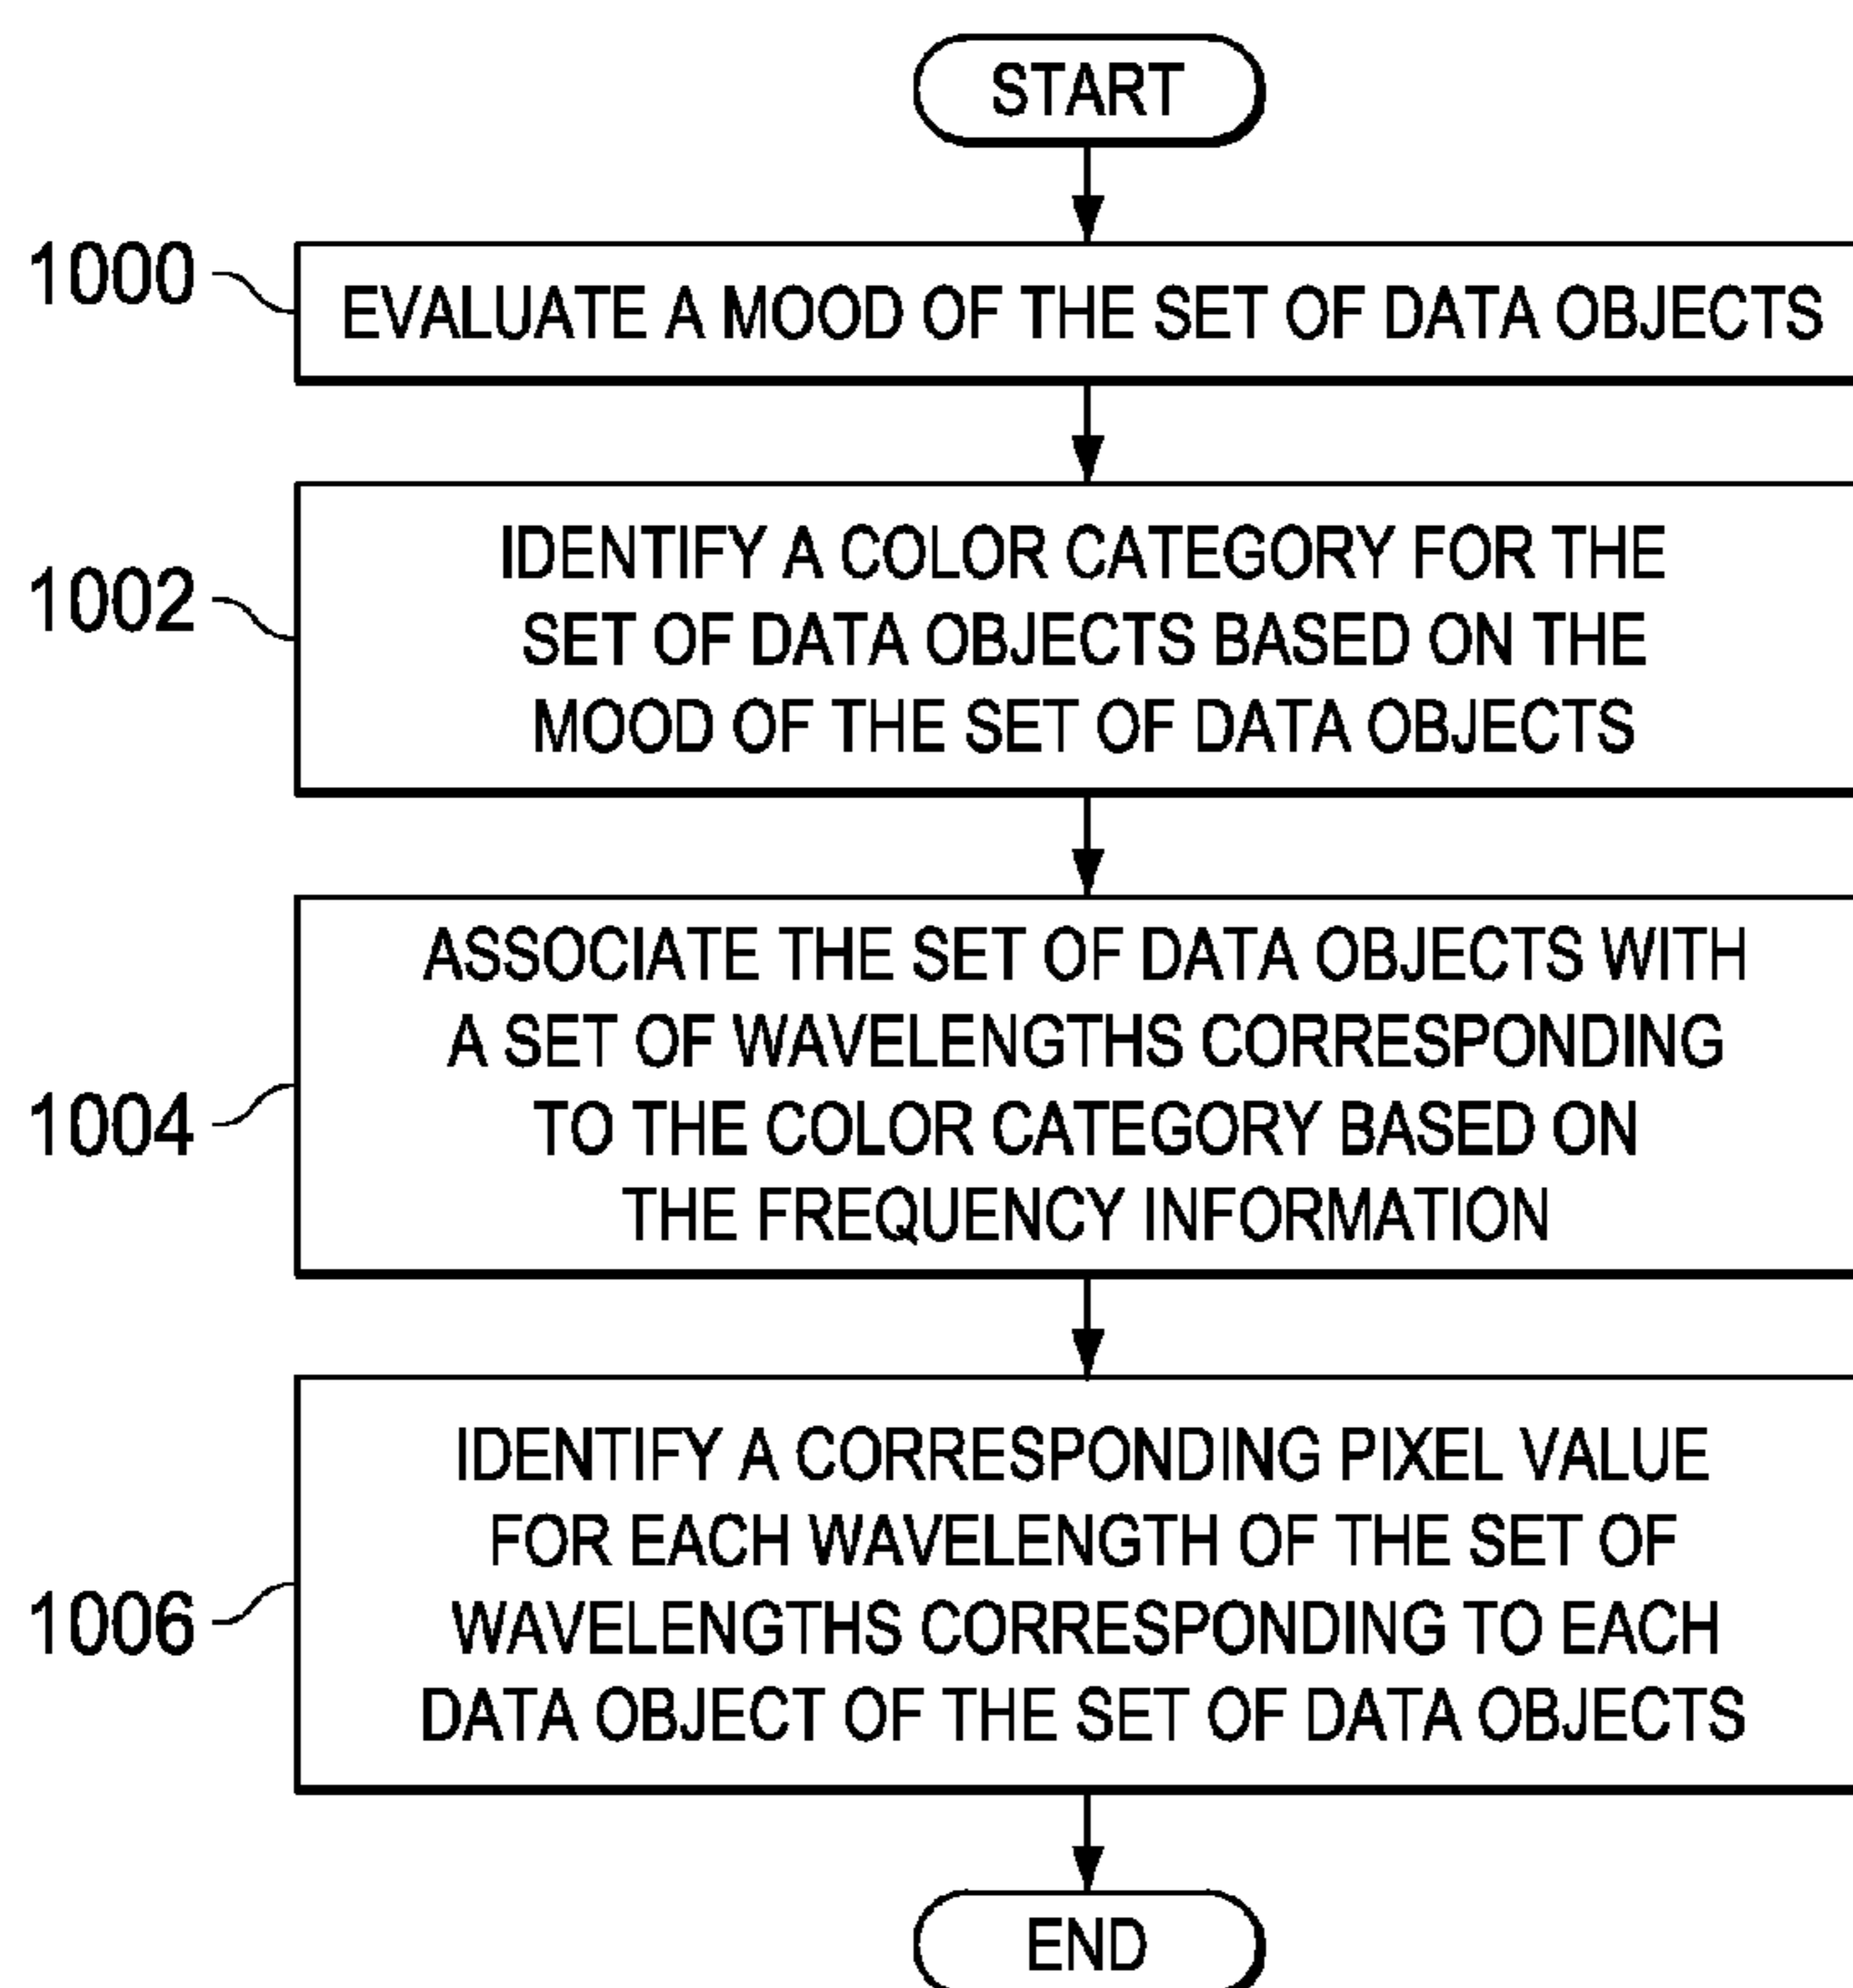 START
1000
EVALUATE A MOOD OF THE SET OF DATA OBJECTS
1002
IDENTIFY A COLOR CATEGORY FOR THE
SET OF DATA OBJECTS BASED ON THE
MOOD OF THE SET OF DATA OBJECTS
1004
ASSOCIATE THE SET OF DATA OBJECTS WITH
A SET OF WAVELENGTHS CORRESPONDING
TO THE COLOR CATEGORY BASED ON
THE FREQUENCY INFORMATION
1006
IDENTIFY A CORRESPONDING PIXEL VALUE
FOR EACH WAVELENGTH OF THE SET OF
WAVELENGTHS CORRESPONDING TO EACH
DATA OBJECT OF THE SET OF DATA OBJECTS
END